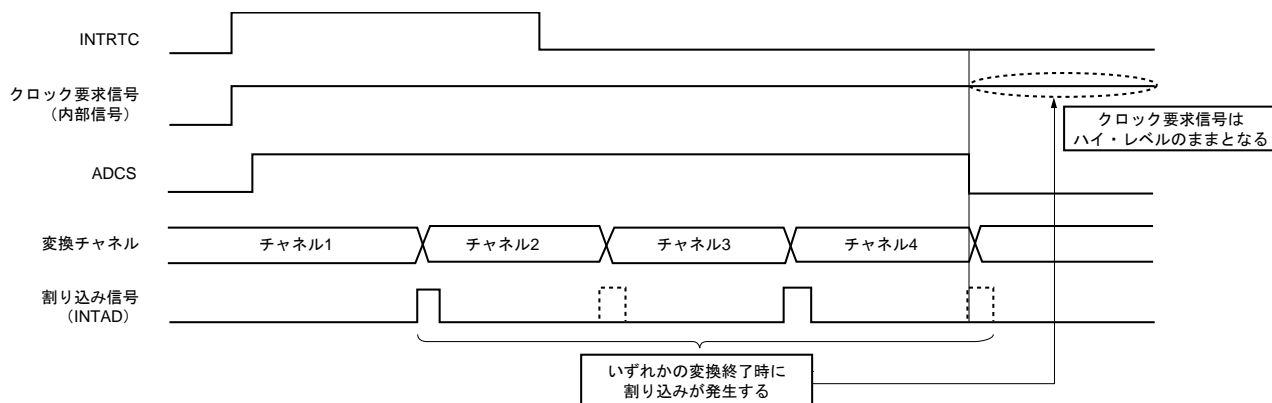 INTRTC
クロック要求信号
（内部信号）
クロック要求信号は
ハイ・レベルのままとなる
ADCS
変換チャネル
チャネル1
チャネル2
チャネル3
チャネル4
割り込み信号
（INTAD）
いずれかの変換終了時に
割り込みが発生する